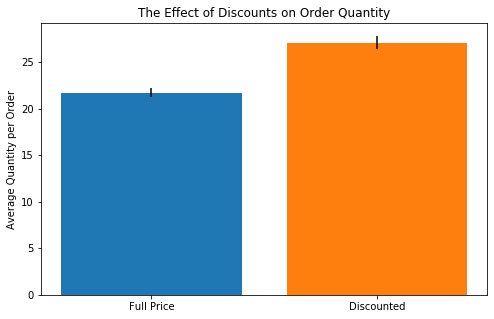 The Effect of Discounts on Order Quantity
Average Quantity per Order
25
20
15
10
5
0
Full Price
Discounted